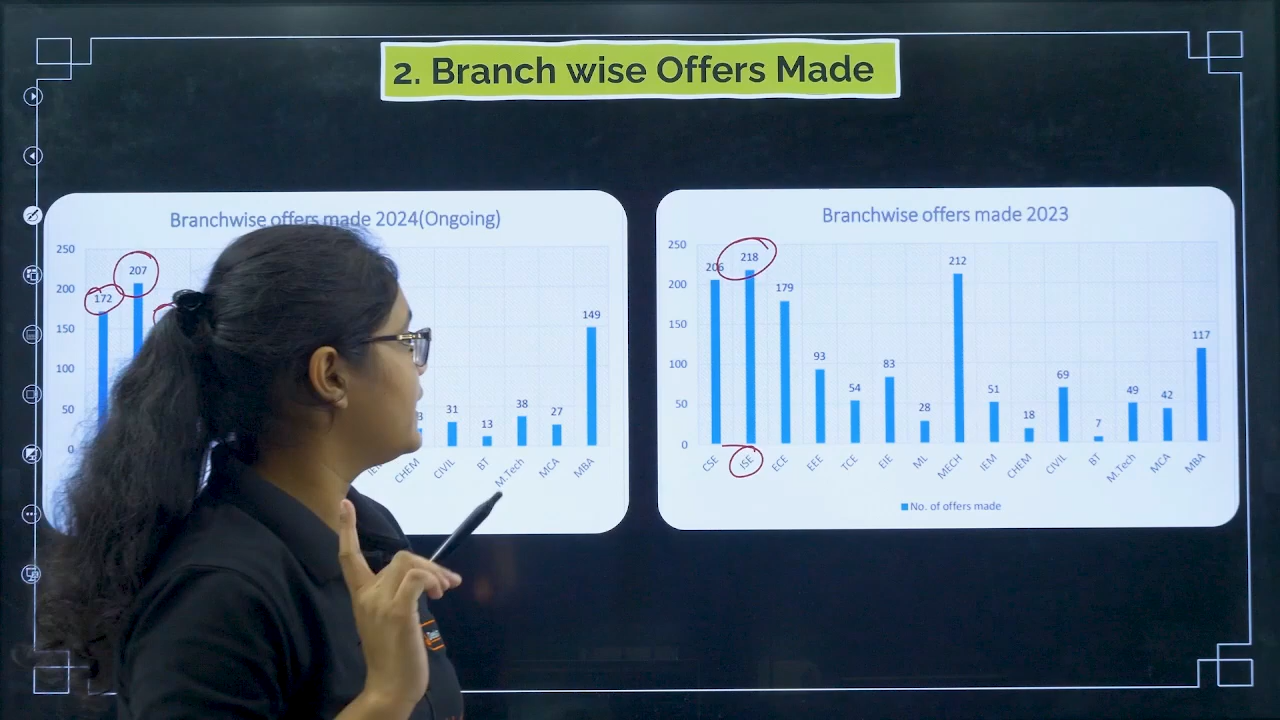 2. Branch wise Offers Made
Branchwise offers made 2024(Ongoing)
250
200
150
100
50
0
172
207
31
13
38
27
149
CHEM
CIVIL
BT
M.Tech
MCA
MBA
Branchwise offers made 2023
250
200
150
100
50
0
206
218
179
93
54
83
28
212
51
18
69
7
49
42
117
CSE
ISE
ECE
EEE
TCE
EIE
ML
MECH
IEM
CHEM
CIVIL
BT
M.Tech
MCA
MBA
No. of offers made